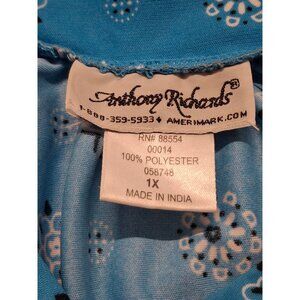 Anthony Richards®
1-800-359-5933 ♦ AMERIMARK.COM
RN# 88554
00014
100% POLYESTER
058748
1X
MADE IN INDIA